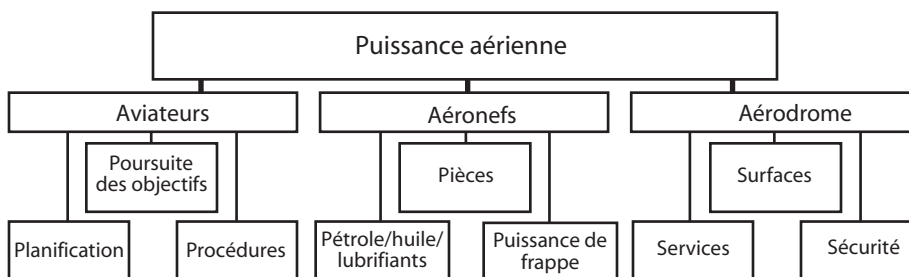 Puissance aérienne
Aviateurs
Aéronefs
Aérodrome
Poursuite
des objectifs
Pièces
Surfaces
Planification
Procédures
Pétrole/huile/
lubrifiants
Puissance de
frappe
Services
Sécurité